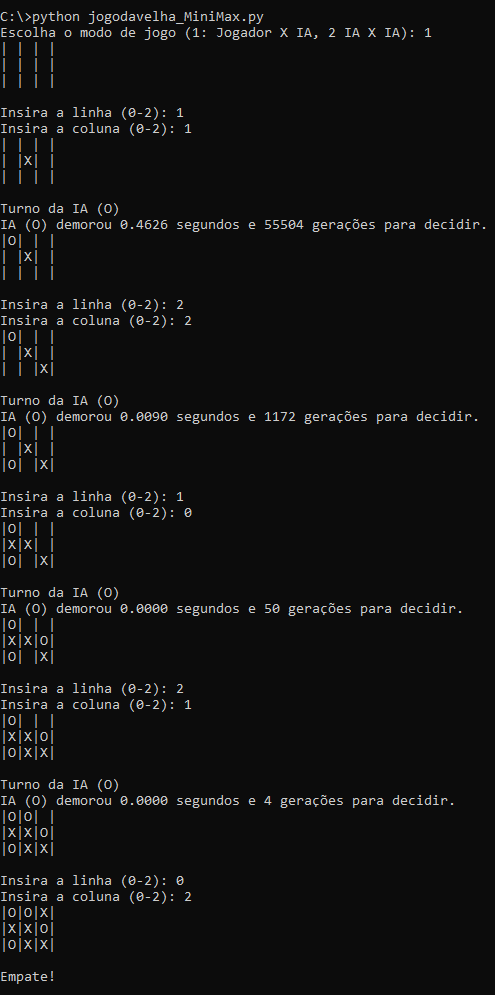 C:\>python jogodavelha_MiniMax.py
Escolha o modo de jogo (1: Jogador X IA, 2 IA X IA): 1
| | | |
| | | |
| | | |

Insira a linha (0-2): 1
Insira a coluna (0-2): 1
| | | |
| |X| |
| | | |

Turno da IA (O)
IA (O) demorou 0.4626 segundos e 55504 gerações para decidir.
|O| | |
| |X| |
| | | |

Insira a linha (0-2): 2
Insira a coluna (0-2): 2
|O| | |
| |X| |
| | |X|

Turno da IA (O)
IA (O) demorou 0.0090 segundos e 1172 gerações para decidir.
|O| | |
| |X| |
|O| |X|

Insira a linha (0-2): 1
Insira a coluna (0-2): 0
|O| | |
|X|X| |
|O| |X|

Turno da IA (O)
IA (O) demorou 0.0000 segundos e 50 gerações para decidir.
|O| | |
|X|X|O|
|O| |X|

Insira a linha (0-2): 2
Insira a coluna (0-2): 1
|O| | |
|X|X|O|
|O|X|X|

Turno da IA (O)
IA (O) demorou 0.0000 segundos e 4 gerações para decidir.
|O|O| |
|X|X|O|
|O|X|X|

Insira a linha (0-2): 0
Insira a coluna (0-2): 2
|O|O|X|
|X|X|O|
|O|X|X|

Empate!